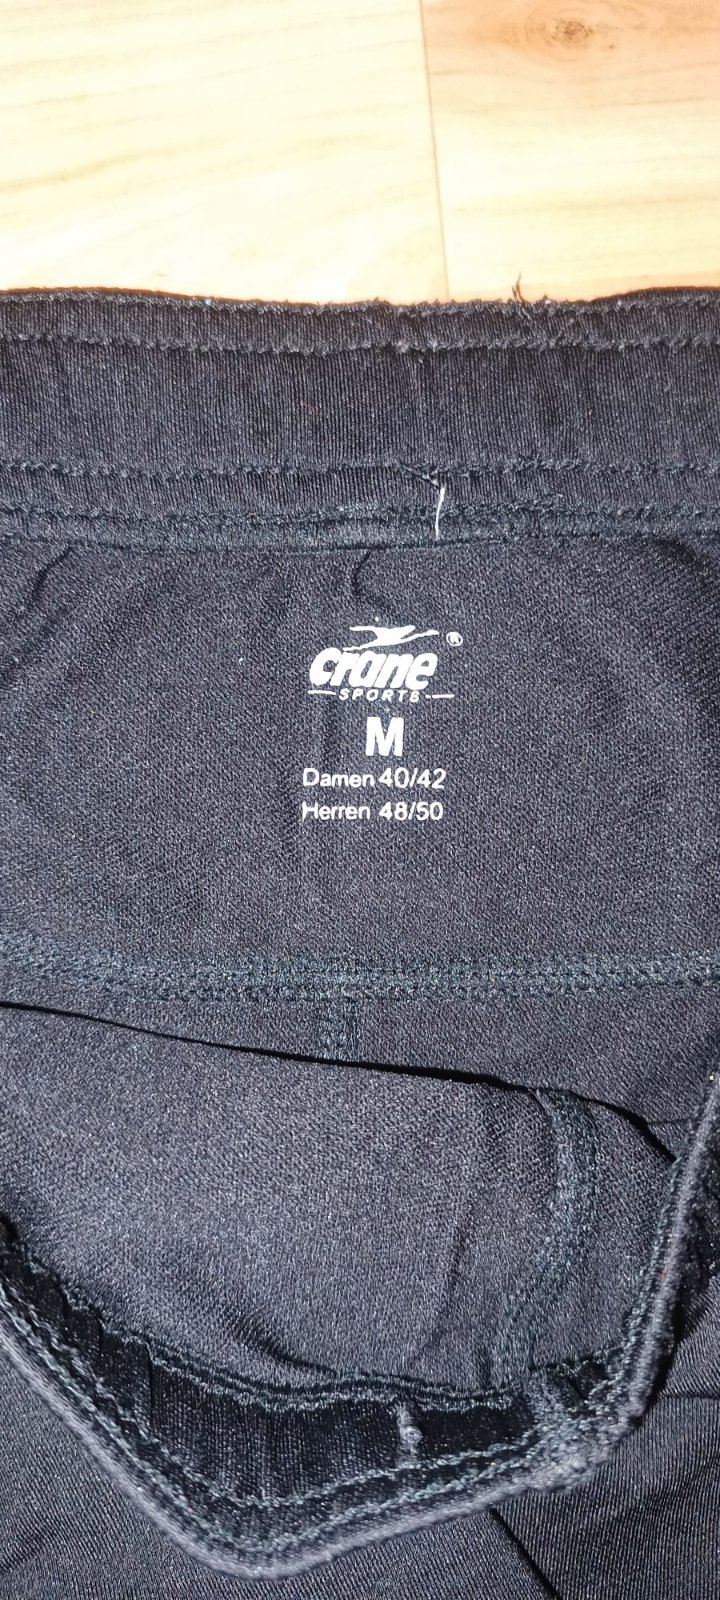 crane®
SPORTS
M
Damen 40/42
Herren 48/50